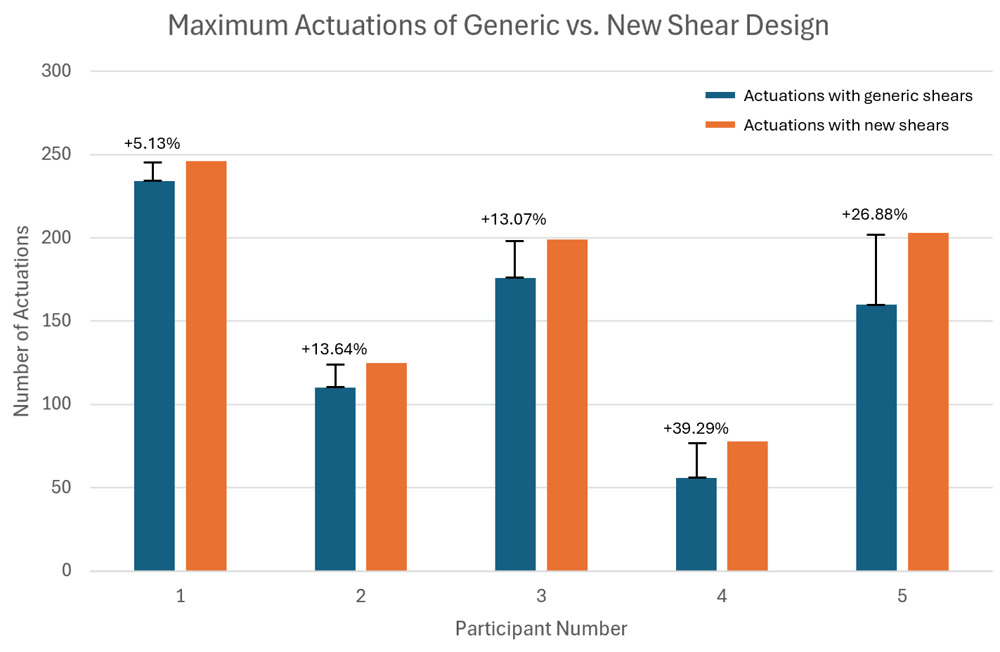 Maximum Actuations of Generic vs. New Shear Design
300
Actuations with generic shears
Actuations with new shears
+5.13%
250
+13.07%
+26.88%
200
Number of Actuations
150
+13.64%
100
+39.29%
50
0
1 2 3 4 5
Participant Number